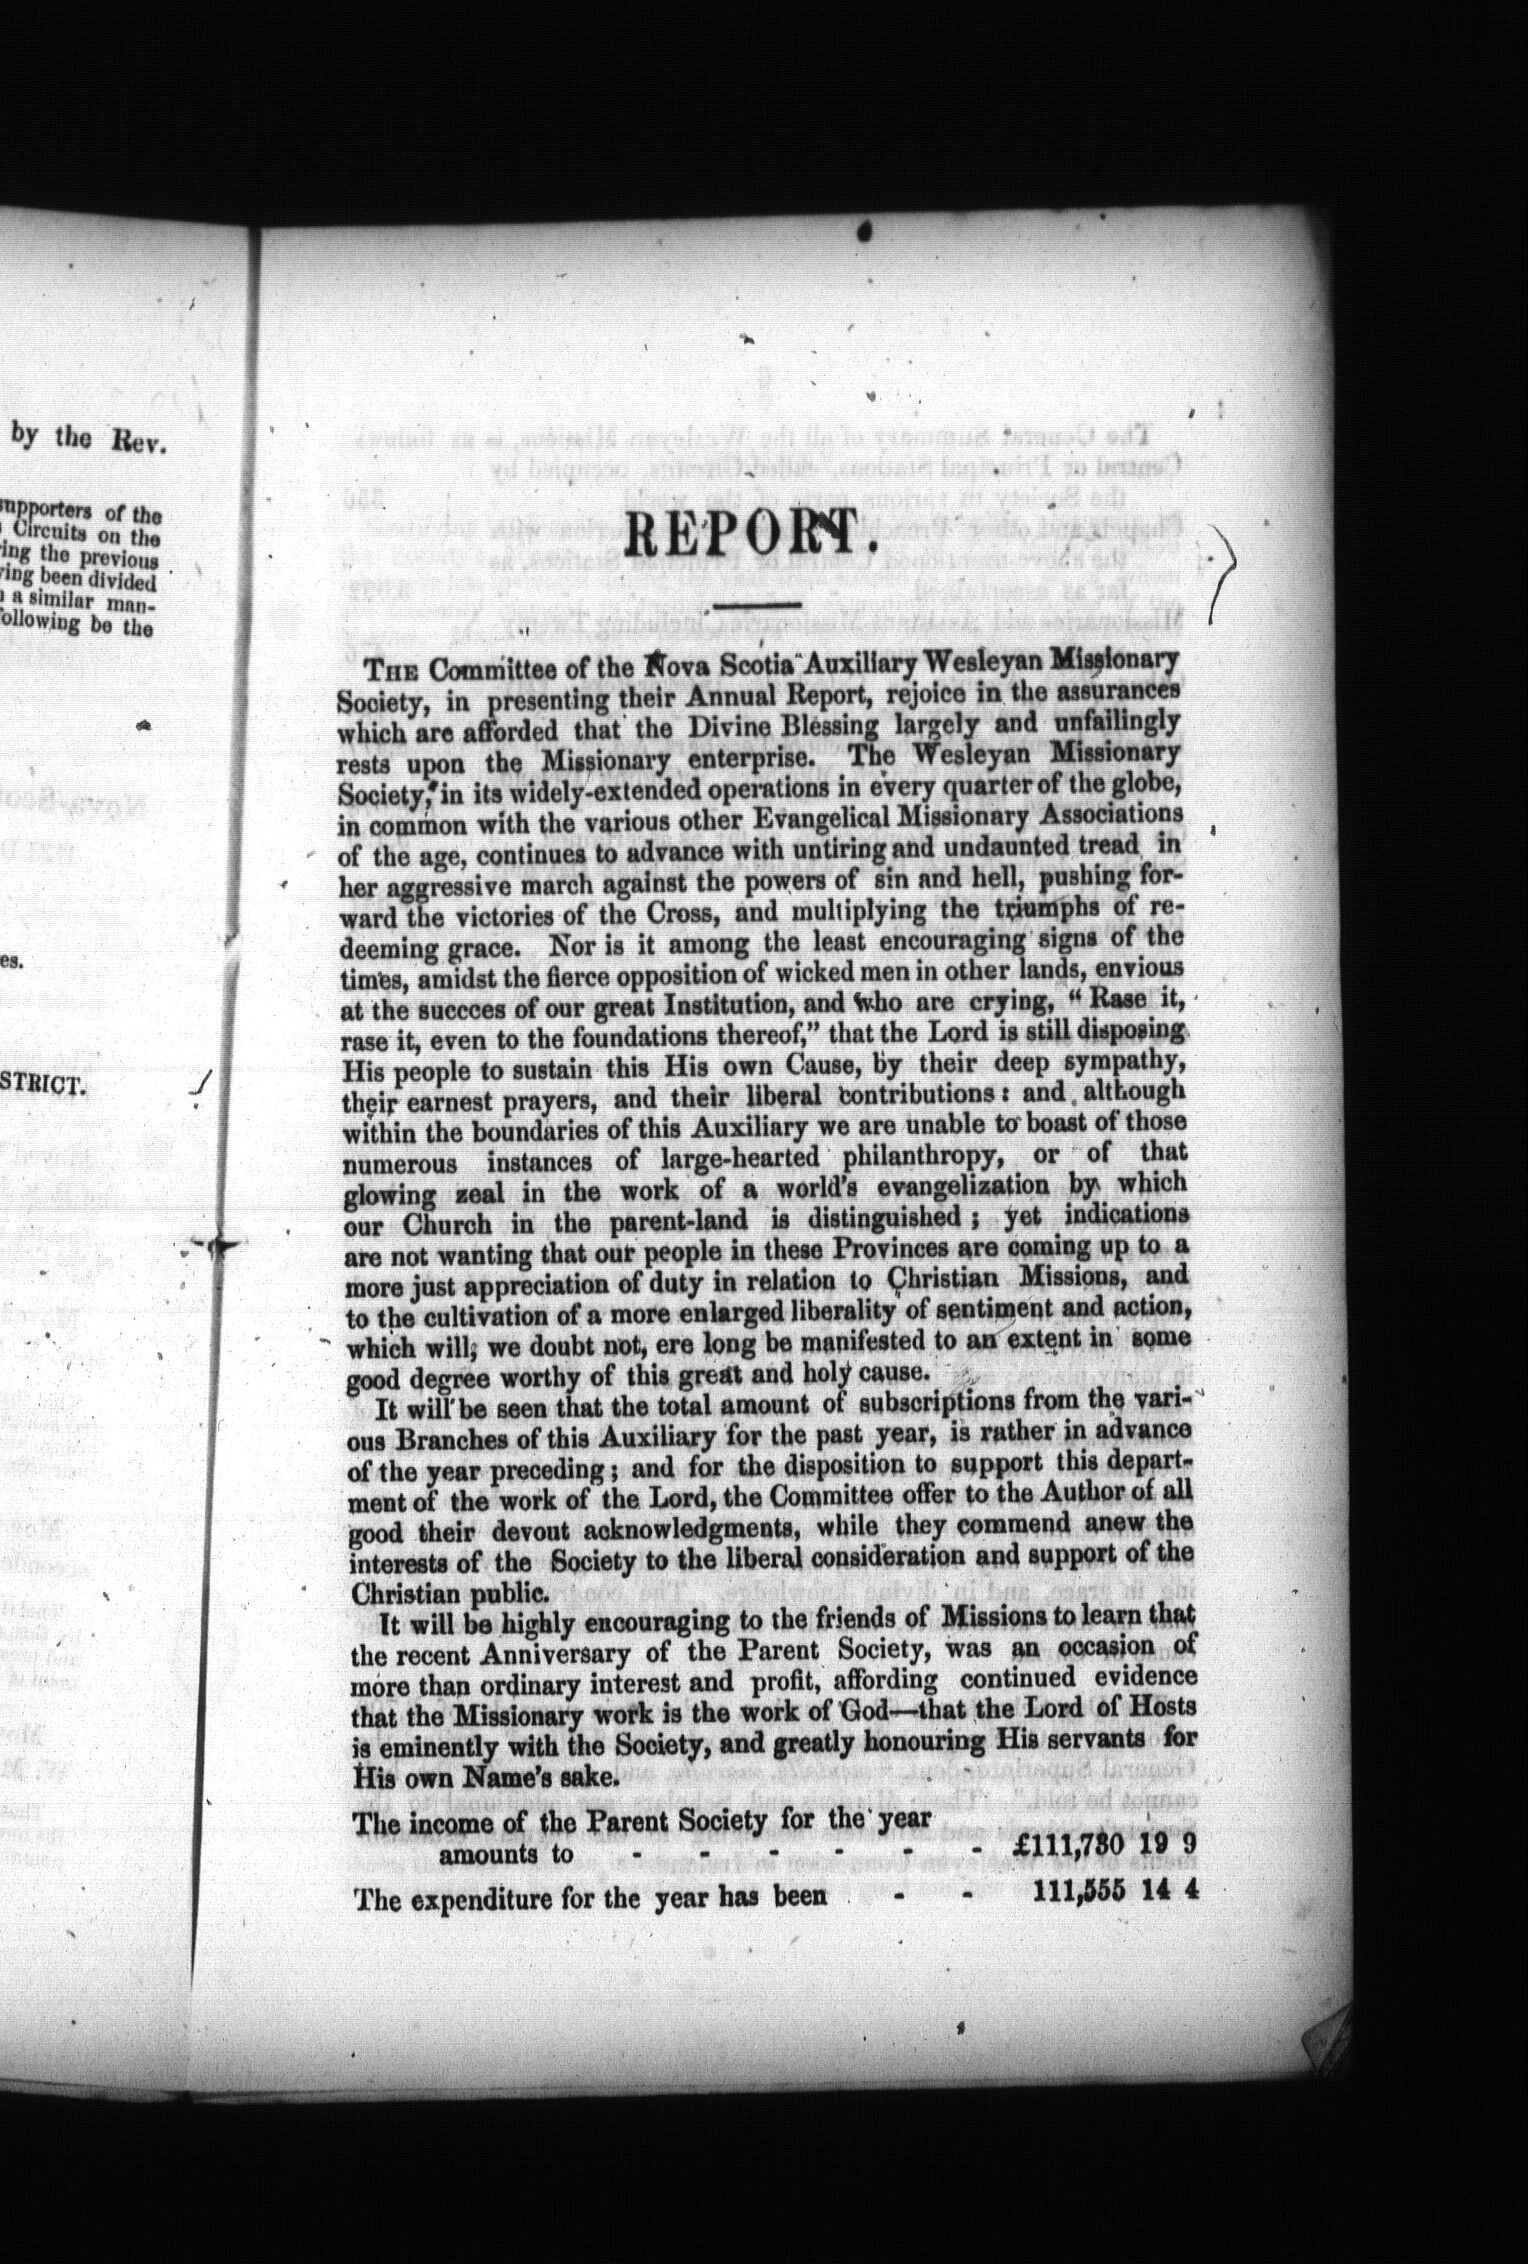 by the Rev.
supporters of the
Circuits on the
the previous
been divided
a similar man-
following be the
REPORT.
THE Committee of the Nova Scotia Auxiliary Wesleyan Missionary
Society, in presenting their Annual Report, rejoice in the assurances
which are afforded that the Divine Blessing largely and unfailingly
rests upon the Missionary enterprise. The Wesleyan Missionary
Society, in its widely-extended operations in every quarter of the globe,
in common with the various other Evangelical Missionary Associations
of the age, continues to advance with untiring and undaunted tread in
her aggressive march against the powers of sin and hell, pushing for-
ward the victories of the Cross, and multiplying the triumphs of re-
deeming grace. Nor is it among the least encouraging signs of the
times, amidst the fierce opposition of wicked men in other lands, envious
at the succces of our great Institution, and who are crying, “ Rase it,
rase it, even to the foundations thereof,” that the Lord is still disposing
His people to sustain this His own Cause, by their deep sympathy,
their earnest prayers, and their liberal contributions: and although
within the boundaries of this Auxiliary we are unable to boast of those
numerous instances of large-hearted philanthropy, or of that
glowing zeal in the work of a world's evangelization by which
our Church in the parent-land is distinguished ; yet indications
are not wanting that our people in these Provinces are coming up to a
more just appreciation of duty in relation to Christian Missions, and
to the cultivation of a more enlarged liberality of sentiment and action,
which will, we doubt not, ere long be manifested to an extent in some
good degree worthy of this great and holy cause.
It will be seen that the total amount of subscriptions from the vari-
ous Branches of this Auxiliary for the past year, is rather in advance
of the year preceding ; and for the disposition to support this depart-
ment of the work of the Lord, the Committee offer to the Author of all
good their devout acknowledgments, while they commend anew the
interests of the Society to the liberal consideration and support of the
Christian public.
It will be highly encouraging to the friends of Missions to learn that
the recent Anniversary of the Parent Society, was an occasion of
more than ordinary interest and profit, affording continued evidence
that the Missionary work is the work of God—that the Lord of Hosts
is eminently with the Society, and greatly honouring His servants for
His own Name's sake.
The income of the Parent Society for the year
amounts to - - - - - - £111,730 19 9
The expenditure for the year has been - - 111,555 14 4